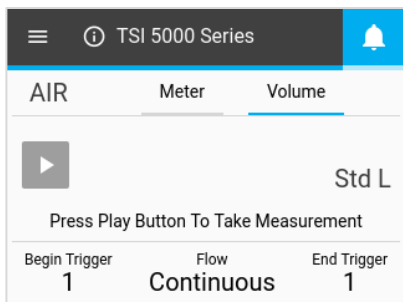 TSI 5000 Series
AIR Meter Volume
Std L
Press Play Button To Take Measurement
Begin Trigger Flow End Trigger
1 Continuous 1